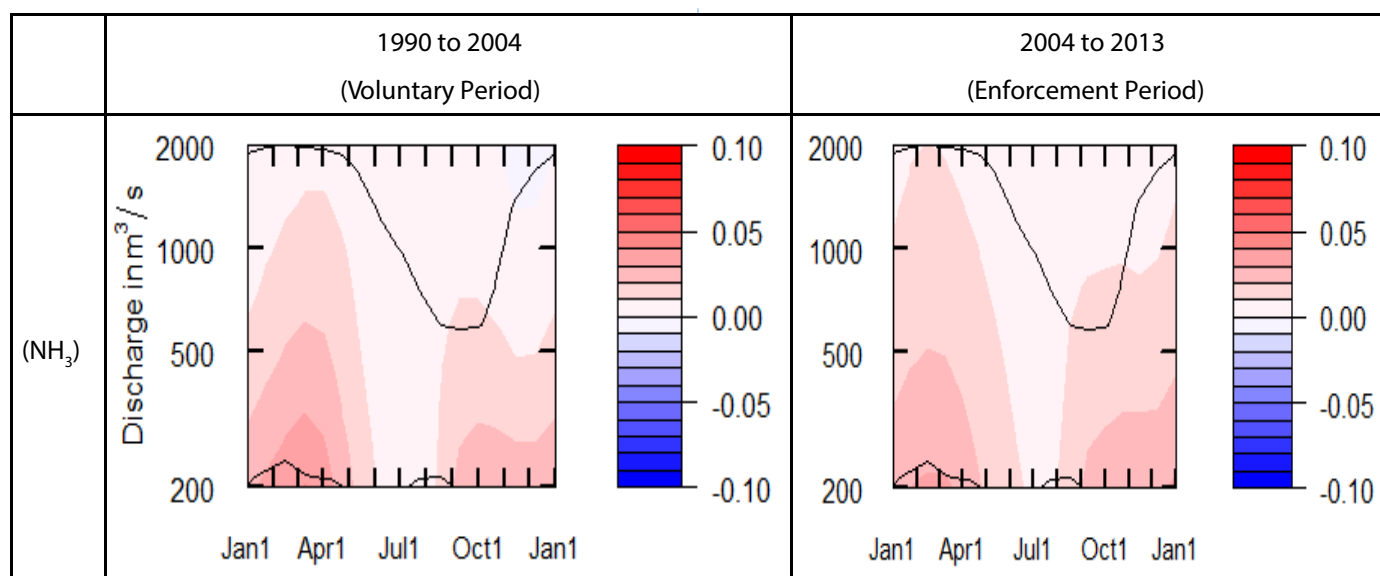 1990 to 2004
(Voluntary Period)
2004 to 2013
(Enforcement Period)
(NH₃)
Discharge in m³/s
2000
1000
500
200
Jan1 Apr1 Jul1 Oct1 Jan1
0.10
0.05
0.00
-0.05
-0.10
2000
1000
500
200
Jan1 Apr1 Jul1 Oct1 Jan1
0.10
0.05
0.00
-0.05
-0.10